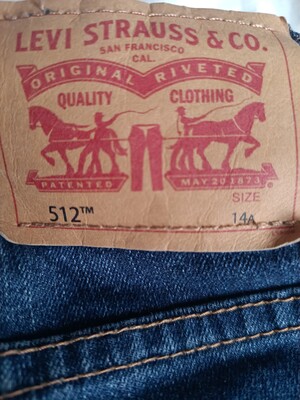 LEVI STRAUSS & CO.
SAN FRANCISCO
CAL.
ORIGINAL RIVETED
QUALITY CLOTHING
PATENTED MAY 20 1873
SIZE
512™ 14A